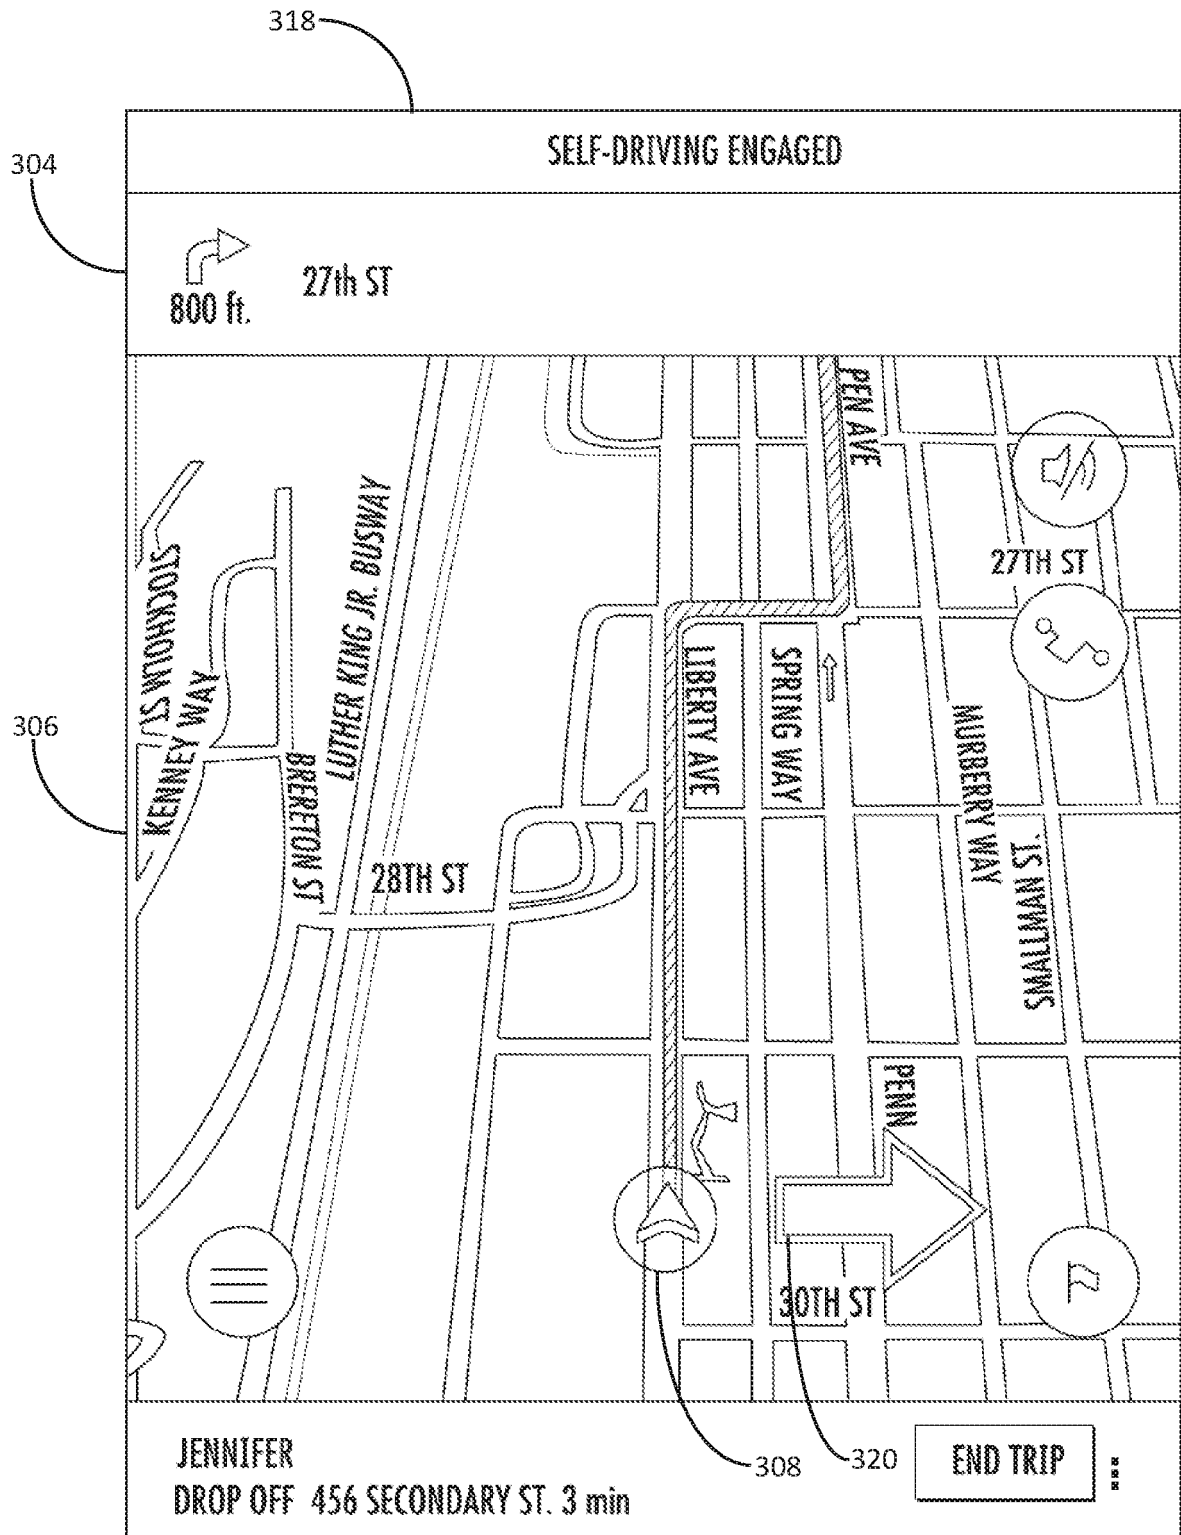 318
SELF-DRIVING ENGAGED
304
800 ft.
27th ST
PEN AVE
27TH ST
STOCKHOLM ST
KENNEY WAY
LUTHER KING JR. BUSWAY
BRERETON ST
LIBERTY AVE
SPRING WAY
306
MURBERRY WAY
SMALLMAN ST.
28TH ST
PENN
30TH ST
JENNIFER
308
320
END TRIP
DROP OFF 456 SECONDARY ST. 3 min